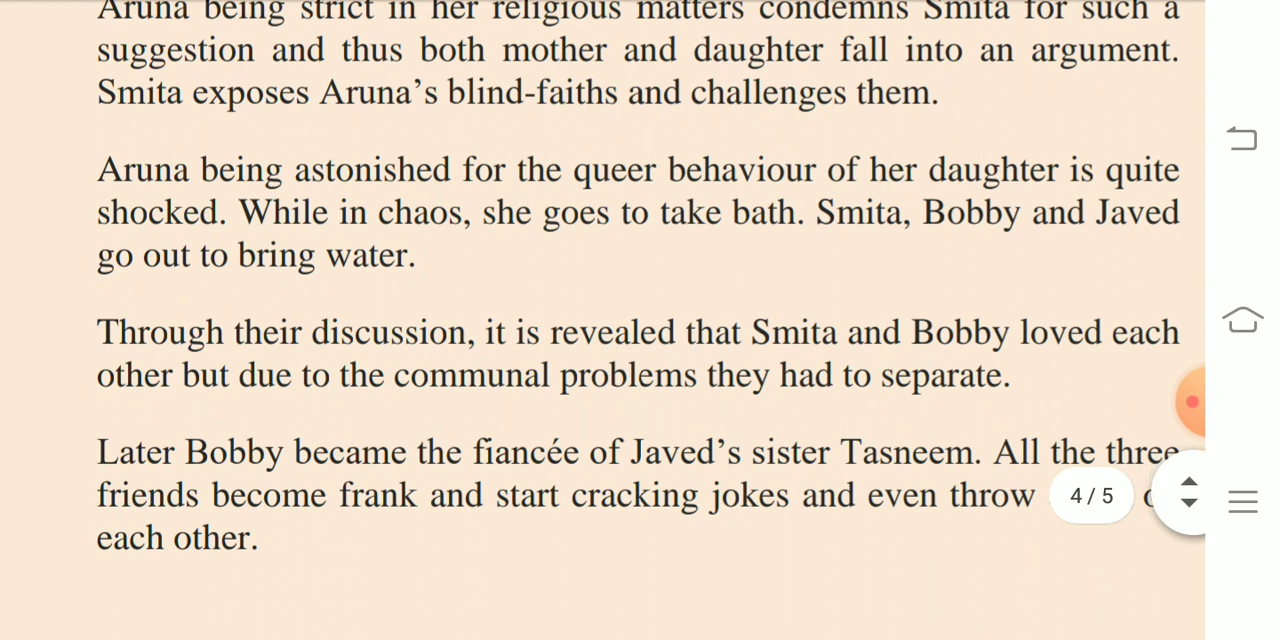 Aruna being strict in her religious matters condemns Smita for such a
suggestion and thus both mother and daughter fall into an argument.
Smita exposes Aruna’s blind-faiths and challenges them.
Aruna being astonished for the queer behaviour of her daughter is quite
shocked. While in chaos, she goes to take bath. Smita, Bobby and Javed
go out to bring water.
Through their discussion, it is revealed that Smita and Bobby loved each
other but due to the communal problems they had to separate.
Later Bobby became the fiancée of Javed’s sister Tasneem. All the three
friends become frank and start cracking jokes and even throw
4 / 5
each other.